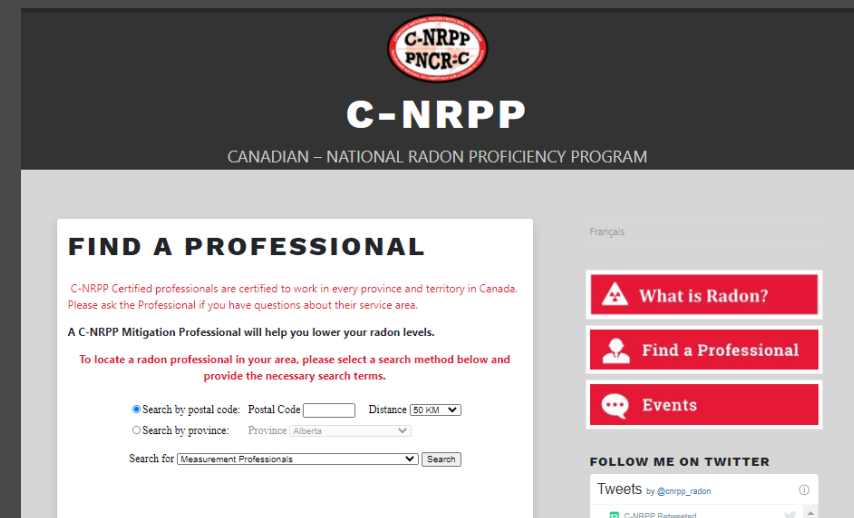 C-NRPP
PNCR-C
C-NRPP
CANADIAN – NATIONAL RADON PROFICIENCY PROGRAM
FIND A PROFESSIONAL
C-NRPP Certified professionals are certified to work in every province and territory in Canada.
Please ask the Professional if you have questions about their service area.
A C-NRPP Mitigation Professional will help you lower your radon levels.
To locate a radon professional in your area, please select a search method below and
provide the necessary search terms.
Search by postal code: Postal Code Distance 50 KM
Search by province: Province Alberta
Search for Measurement Professionals Search
Français
What is Radon?
Find a Professional
Events
FOLLOW ME ON TWITTER
Tweets by @cnrpp_radon
C-NRPP Retweeted